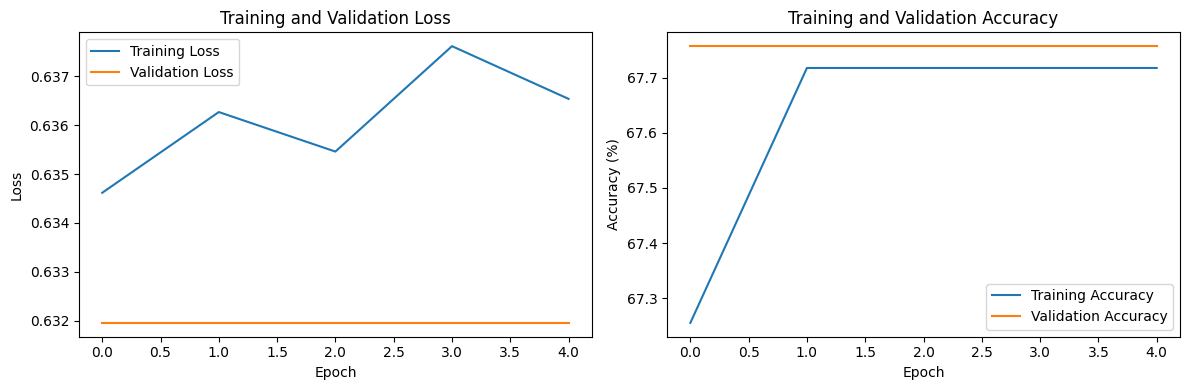 Training and Validation Loss
Training Loss
Validation Loss
0.637
0.636
0.635
0.634
0.633
0.632
Loss
0.0 0.5 1.0 1.5 2.0 2.5 3.0 3.5 4.0
Epoch
Training and Validation Accuracy
67.7
67.6
67.5
67.4
67.3
Accuracy (%)
Training Accuracy
Validation Accuracy
0.0 0.5 1.0 1.5 2.0 2.5 3.0 3.5 4.0
Epoch